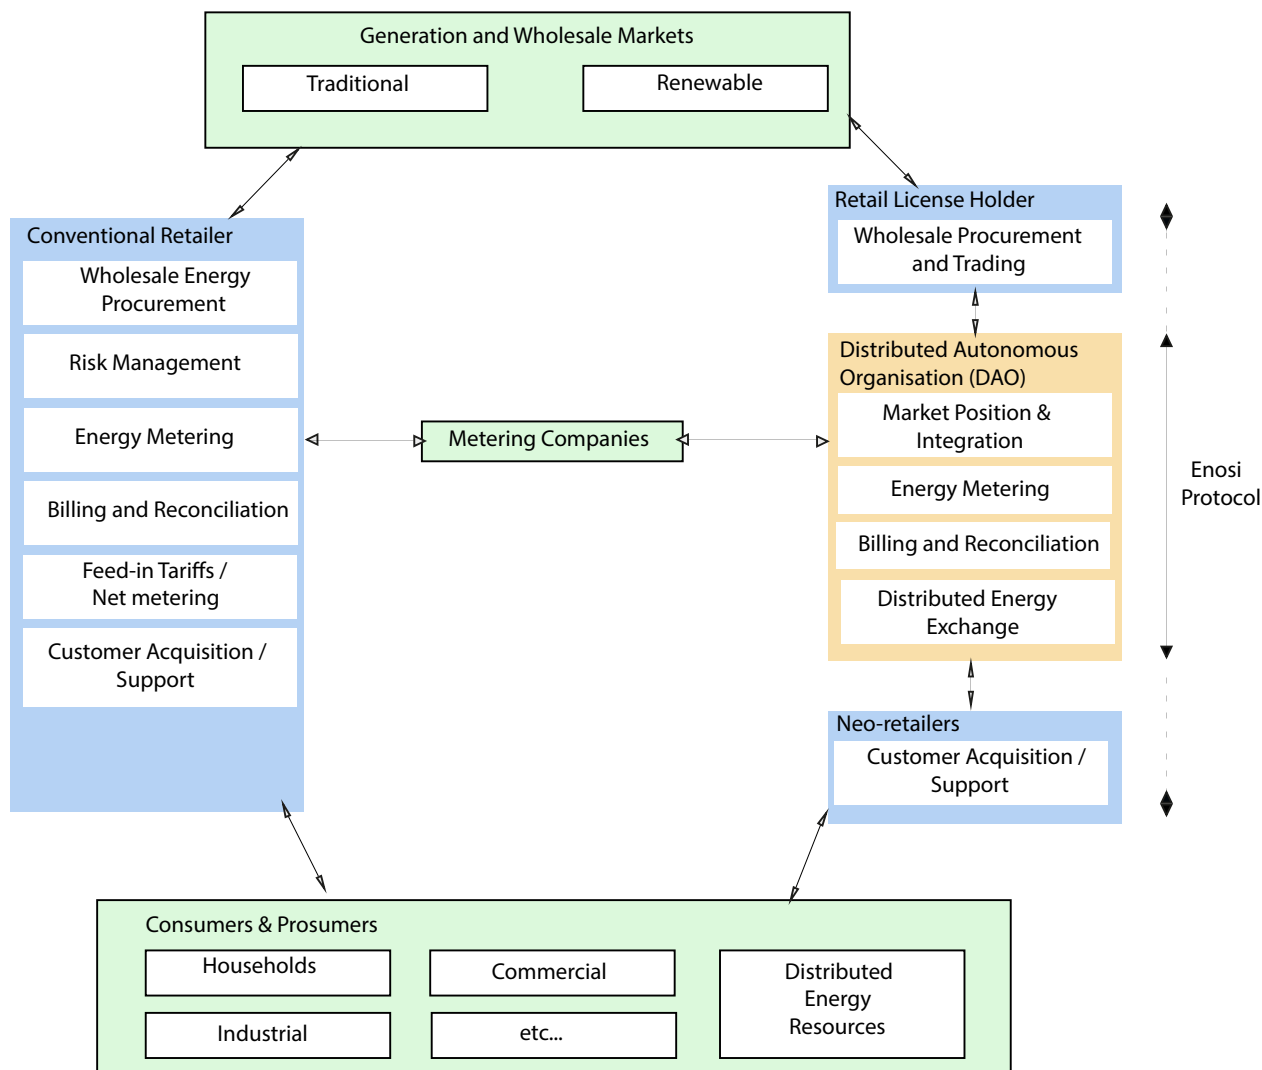 Generation and Wholesale Markets
Traditional
Renewable
Conventional Retailer
Wholesale Energy
Procurement
Risk Management
Energy Metering
Billing and Reconciliation
Feed-in Tariffs /
Net metering
Customer Acquisition /
Support
Metering Companies
Retail License Holder
Wholesale Procurement
and Trading
Distributed Autonomous
Organisation (DAO)
Market Position &
Integration
Energy Metering
Billing and Reconciliation
Distributed Energy
Exchange
Neo-retailers
Customer Acquisition /
Support
Enosi
Protocol
Consumers & Prosumers
Households
Commercial
Industrial
etc...
Distributed
Energy
Resources